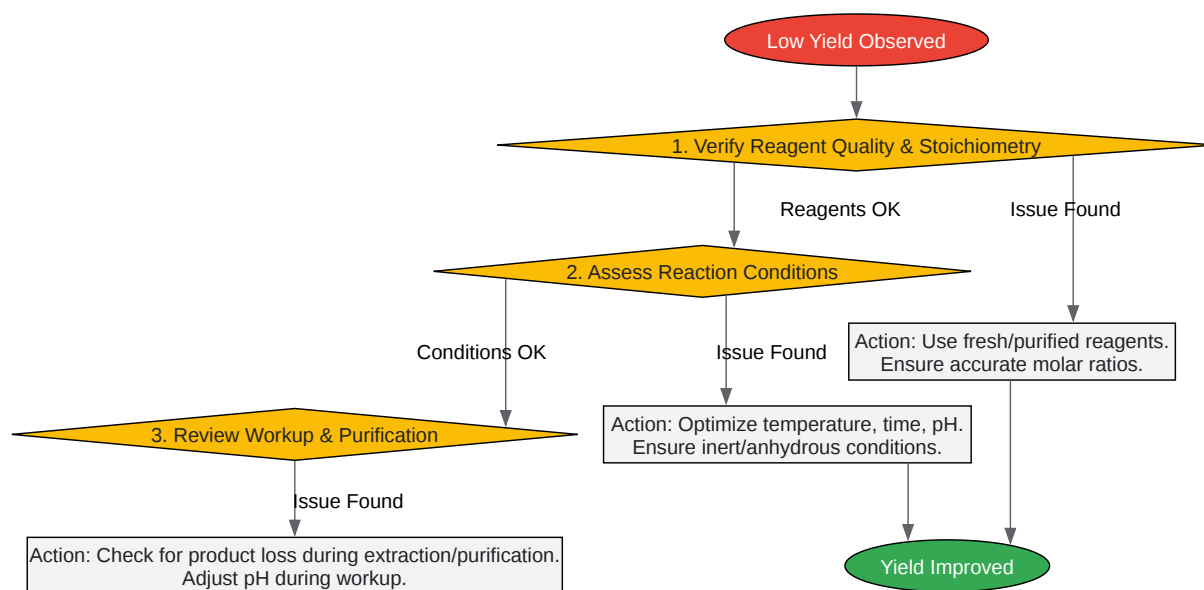 Low Yield Observed
1. Verify Reagent Quality & Stoichiometry
Reagents OK
Issue Found
2. Assess Reaction Conditions
Conditions OK
Issue Found
Action: Use fresh/purified reagents.
Ensure accurate molar ratios.
3. Review Workup & Purification
Action: Optimize temperature, time, pH.
Ensure inert/anhydrous conditions.
Issue Found
Action: Check for product loss during extraction/purification.
Adjust pH during workup.
Yield Improved